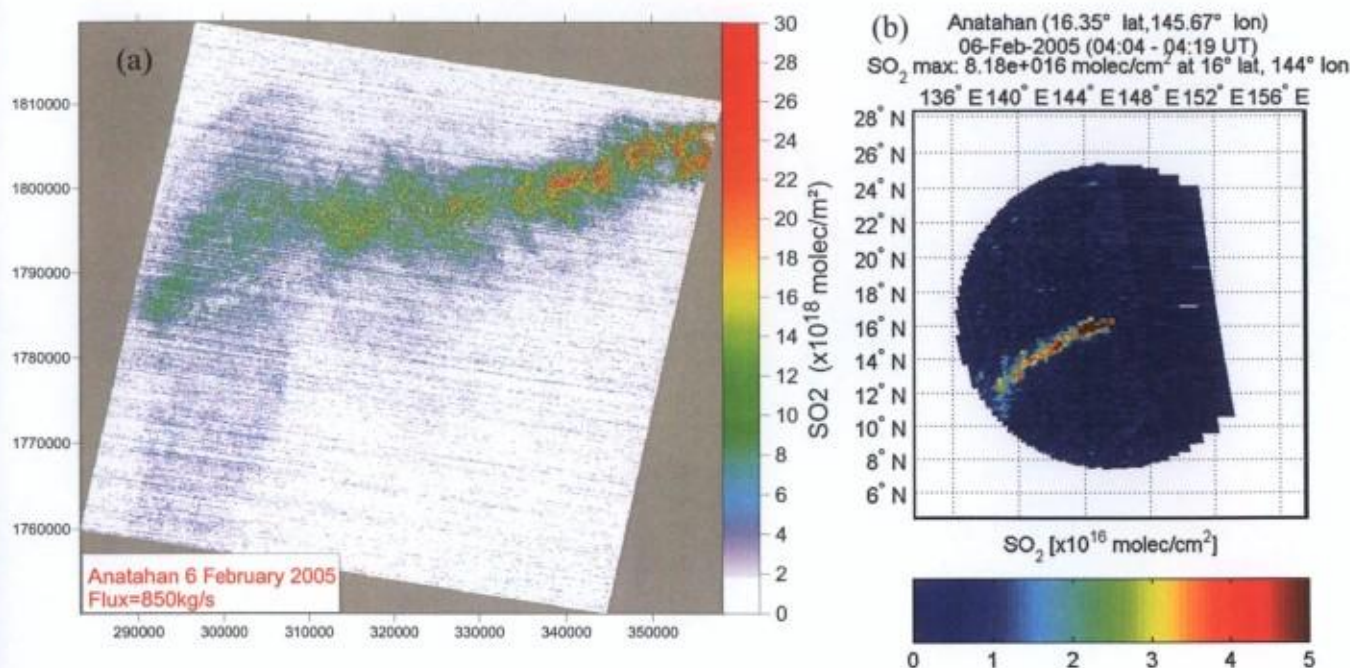 (a)
1810000
1800000
1790000
1780000
1770000
1760000
290000 300000 310000 320000 330000 340000 350000
Anatahan 6 February 2005
Flux=850kg/s
30
28
26
24
22
20
18
16
14
12
10
8
6
4
2
0
SO2 (x10¹⁸ molec/m²)
(b)
Anatahan (16.35° lat,145.67° lon)
06-Feb-2005 (04:04 - 04:19 UT)
SO₂ max: 8.18e+016 molec/cm² at 16° lat, 144° lon
136° E 140° E 144° E 148° E 152° E 156° E
28° N
26° N
24° N
22° N
20° N
18° N
16° N
14° N
12° N
10° N
8° N
6° N
SO₂ [x10¹⁶ molec/cm²]
0 1 2 3 4 5